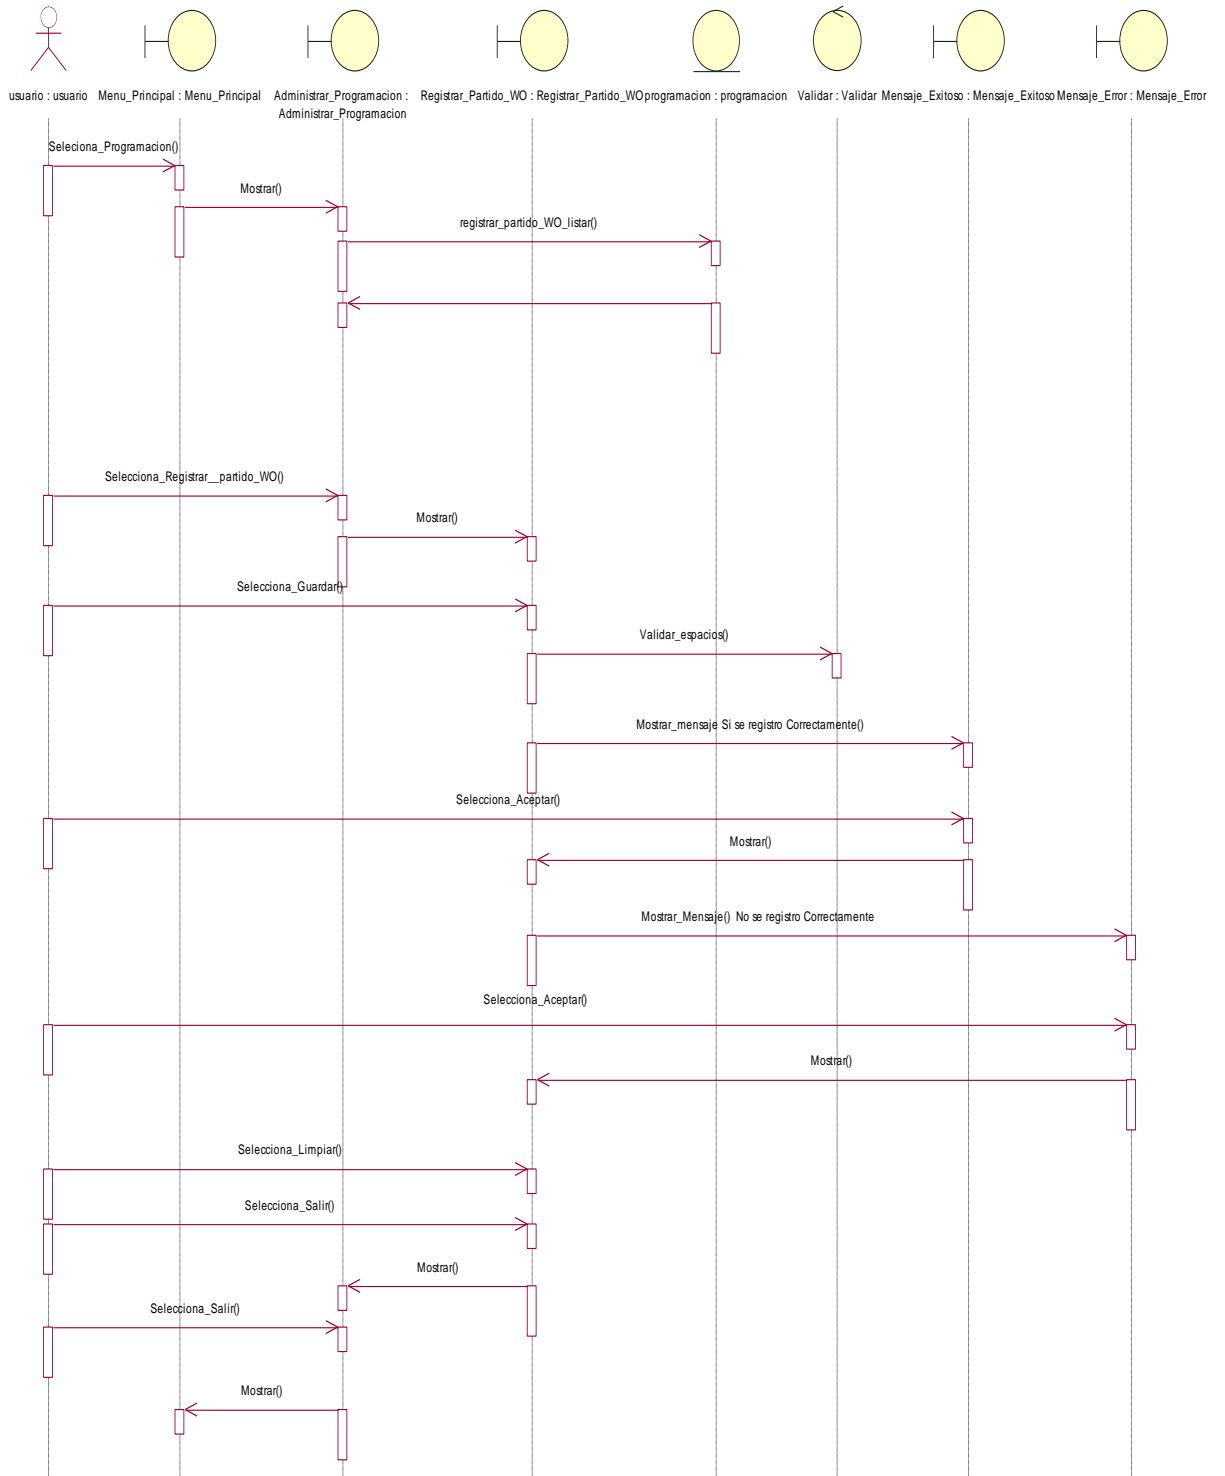 usuario : usuario
Menu_Principal : Menu_Principal
Administrar_Programacion :
Administrar_Programacion
Registrar_Partido_WO : Registrar_Partido_WO
programacion : programacion
Validar : Validar
Mensaje_Exitoso : Mensaje_Exitoso
Mensaje_Error : Mensaje_Error
Seleciona_Programacion()
Mostrar()
registrar_partido_WO_listar()
Selecciona_Registrar__partido_WO()
Mostrar()
Selecciona_Guardar()
Validar_espacios()
Mostrar_mensaje Si se registro Correctamente()
Selecciona_Aceptar()
Mostrar()
Mostrar_Mensaje() No se registro Correctamente
Selecciona_Aceptar()
Mostrar()
Selecciona_Limpiar()
Selecciona_Salir()
Mostrar()
Selecciona_Salir()
Mostrar()